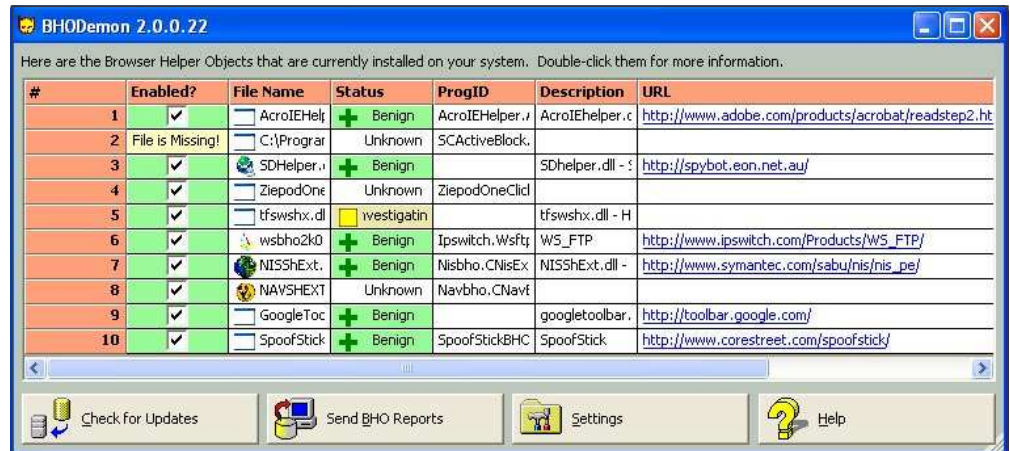 BHODemon 2.0.0.22
Here are the Browser Helper Objects that are currently installed on your system. Double-click them for more information.
# Enabled? File Name Status ProgID Description URL
1 AcroIEHelp Benign AcroIEHelper. AcroIEhelper.d http://www.adobe.com/products/acrobat/readstep2.ht
2 File is Missing! C:\Program Unknown SCActiveBlock.
3 SDHelper. Benign SDhelper.dll - S http://spybot.eon.net.au/
4 ZiepodOne Unknown ZiepodOneClic
5 tfswshx.dl nvestigatin tfswshx.dll - H
6 wsbho2k0 Benign Ipswitch.Wsftp WS_FTP http://www.ipswitch.com/Products/WS_FTP/
7 NISShExt. Benign Nisbho.CNisEx NISShExt.dll - http://www.symantec.com/sabu/nis/nis_pe/
8 NAVSHEXT Unknown Navbho.CNavE
9 GoogleToo Benign googletoolbar. http://toolbar.google.com/
10 SpoofStick Benign SpoofStickBHO SpoofStick http://www.corestreet.com/spoofstick/
Check for Updates Send BHO Reports Settings Help